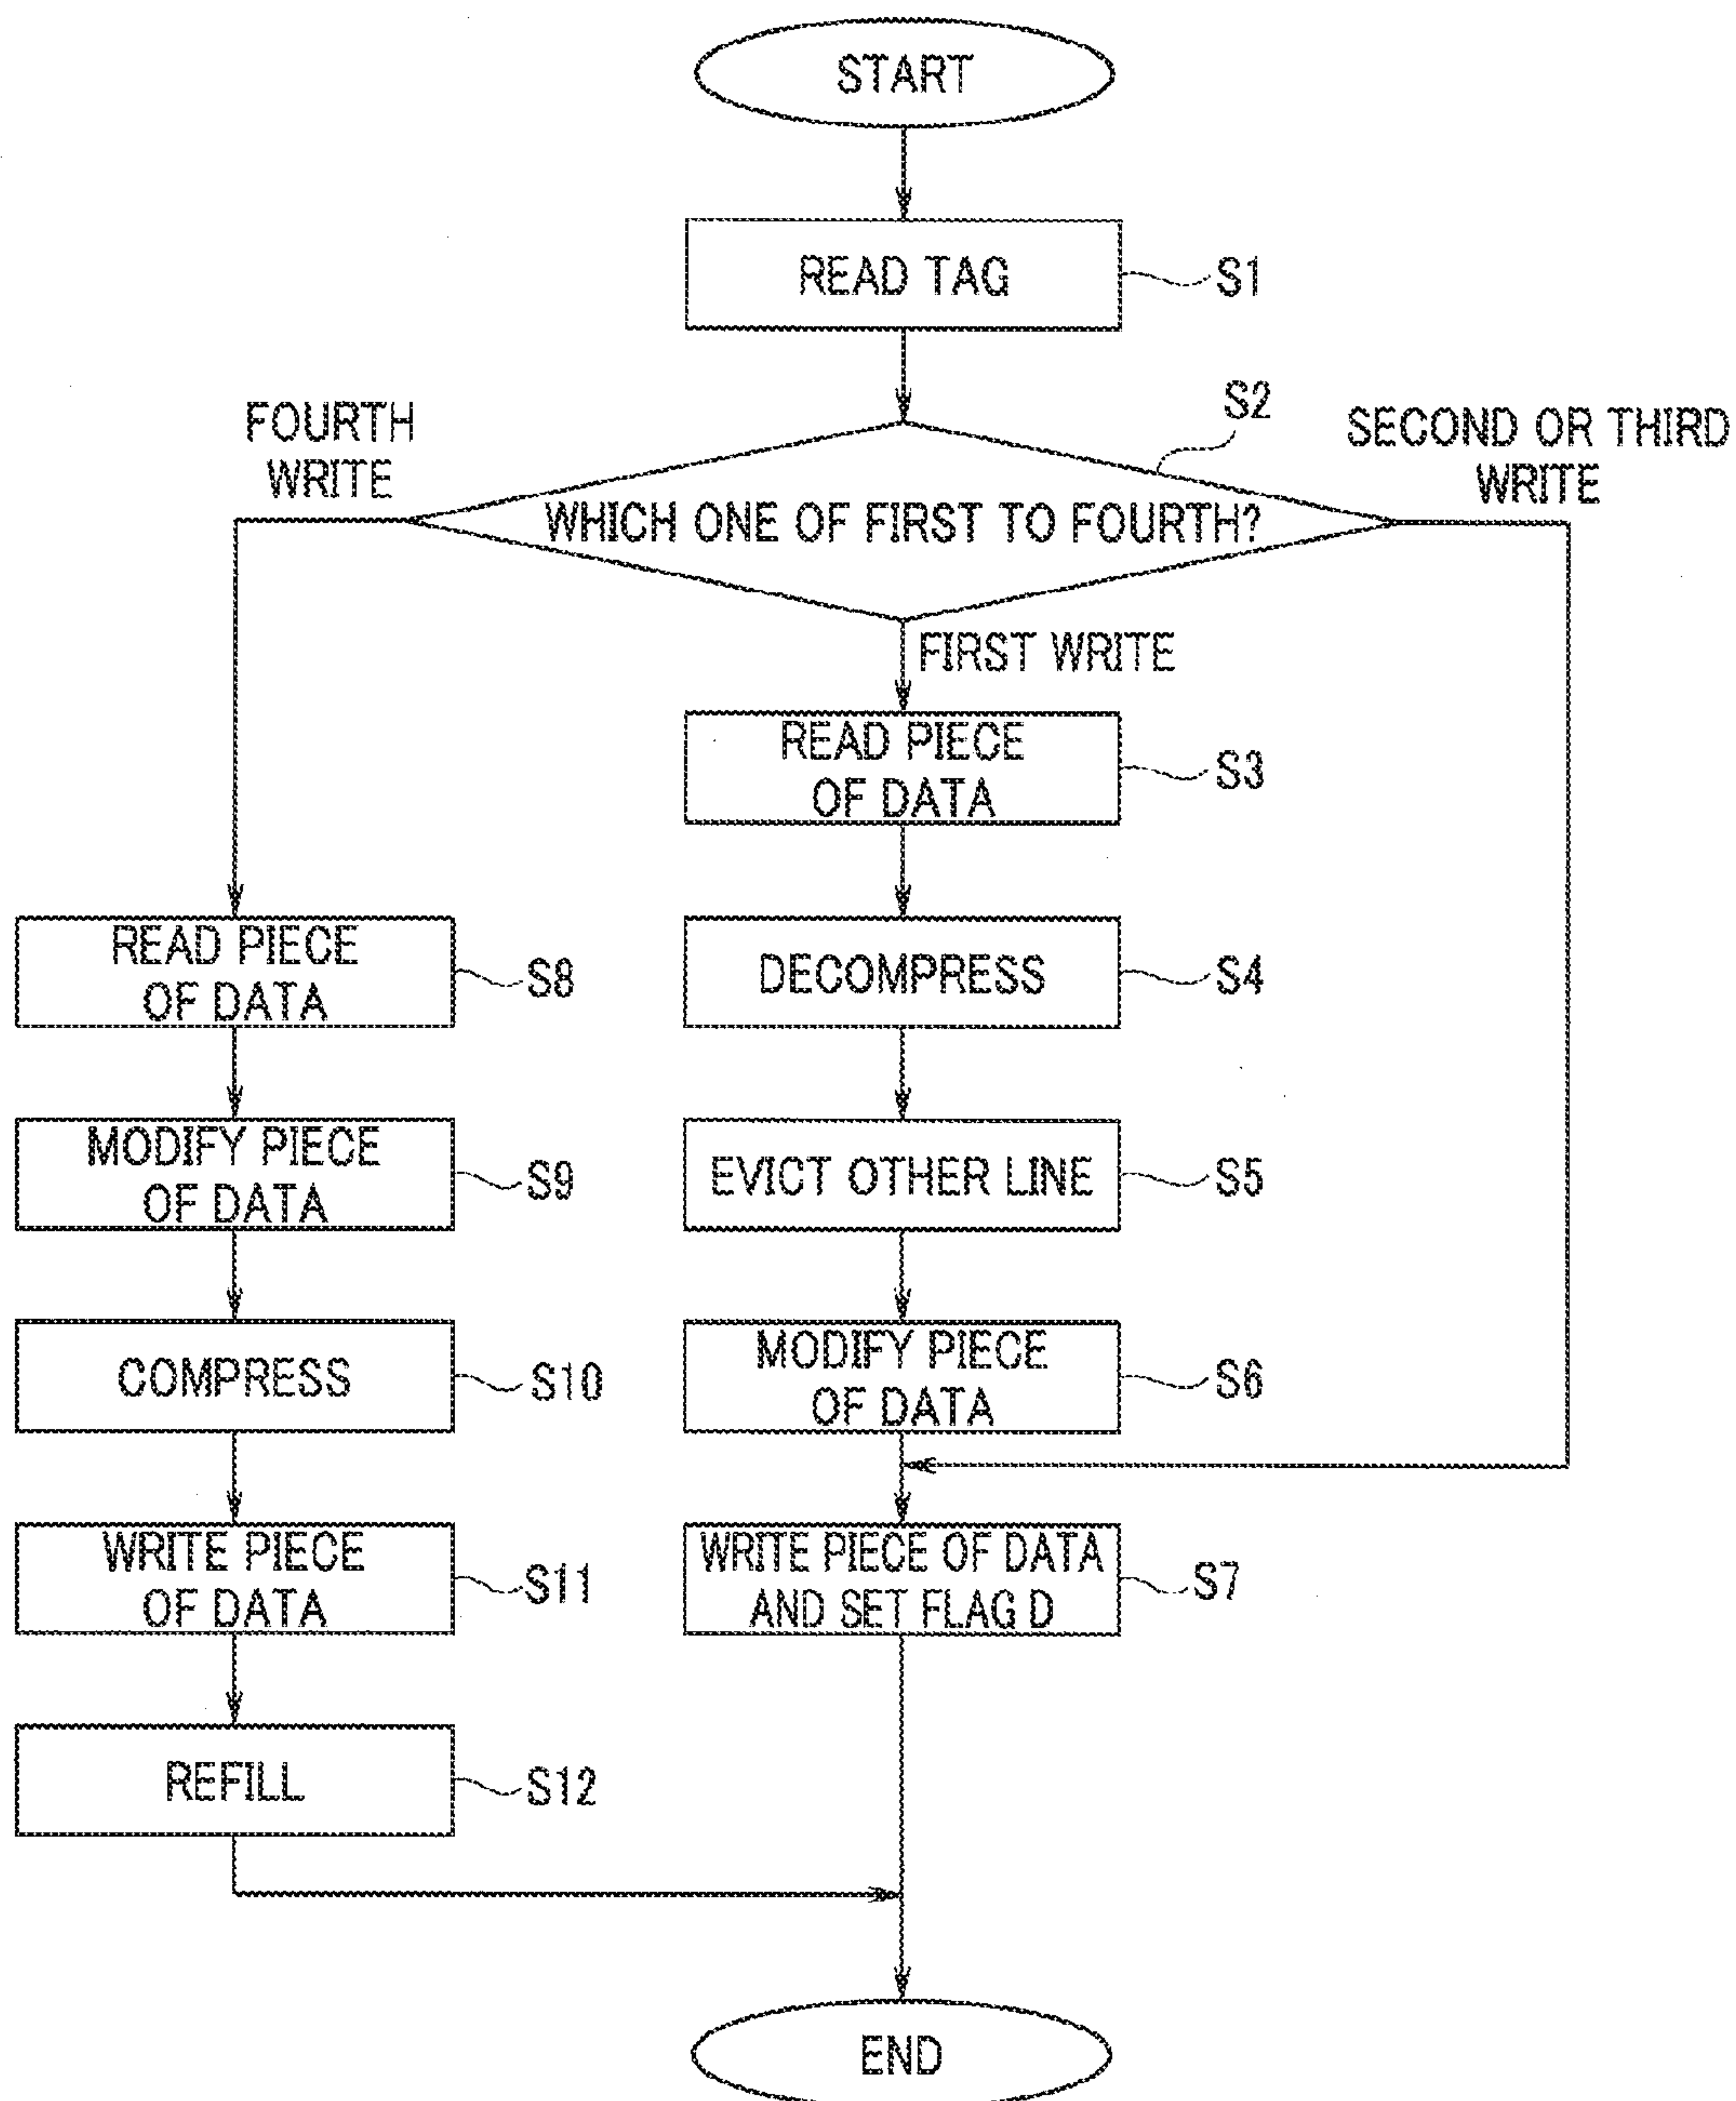 START
READ TAG
S1
S2
FOURTH
WRITE
SECOND OR THIRD
WRITE
WHICH ONE OF FIRST TO FOURTH?
FIRST WRITE
READ PIECE
OF DATA
S3
READ PIECE
OF DATA
S8
DECOMPRESS
S4
MODIFY PIECE
OF DATA
S9
EVICT OTHER LINE
S5
COMPRESS
S10
MODIFY PIECE
OF DATA
S6
WRITE PIECE
OF DATA
S11
WRITE PIECE OF DATA
AND SET FLAG D
S7
REFILL
S12
END